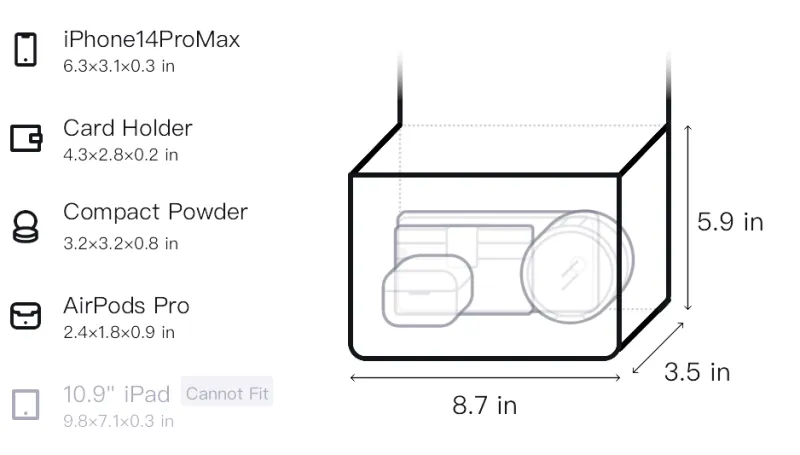 iPhone14ProMax
6.3×3.1×0.3 in
Card Holder
4.3×2.8×0.2 in
Compact Powder
3.2×3.2×0.8 in
AirPods Pro
2.4×1.8×0.9 in
10.9" iPad Cannot Fit
9.8×7.1×0.3 in
5.9 in
3.5 in
8.7 in